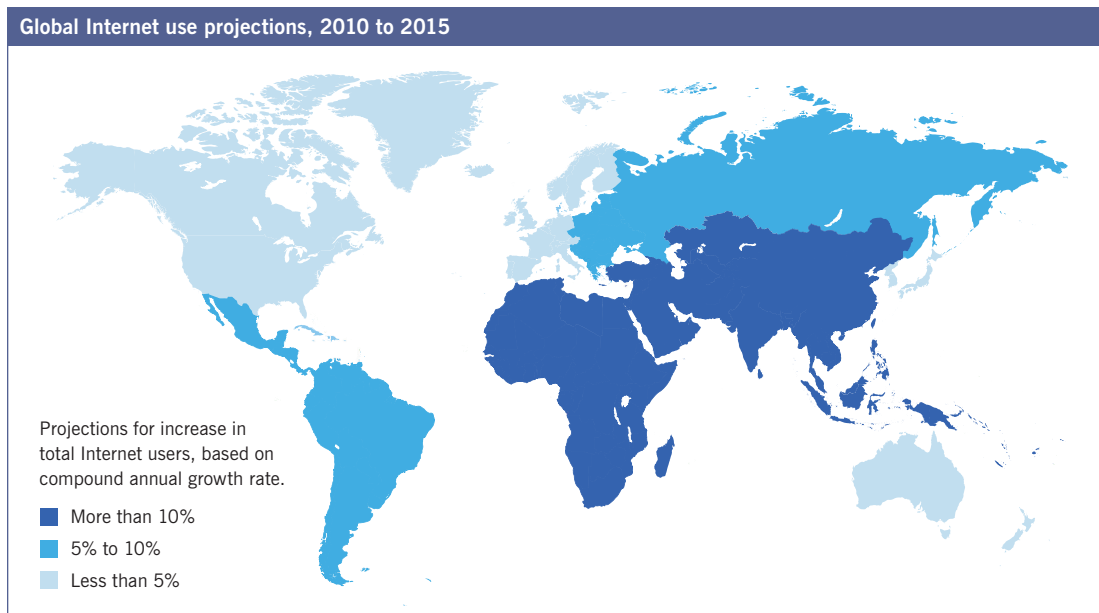 Global Internet use projections, 2010 to 2015
Projections for increase in
total Internet users, based on
compound annual growth rate.
More than 10%
5% to 10%
Less than 5%